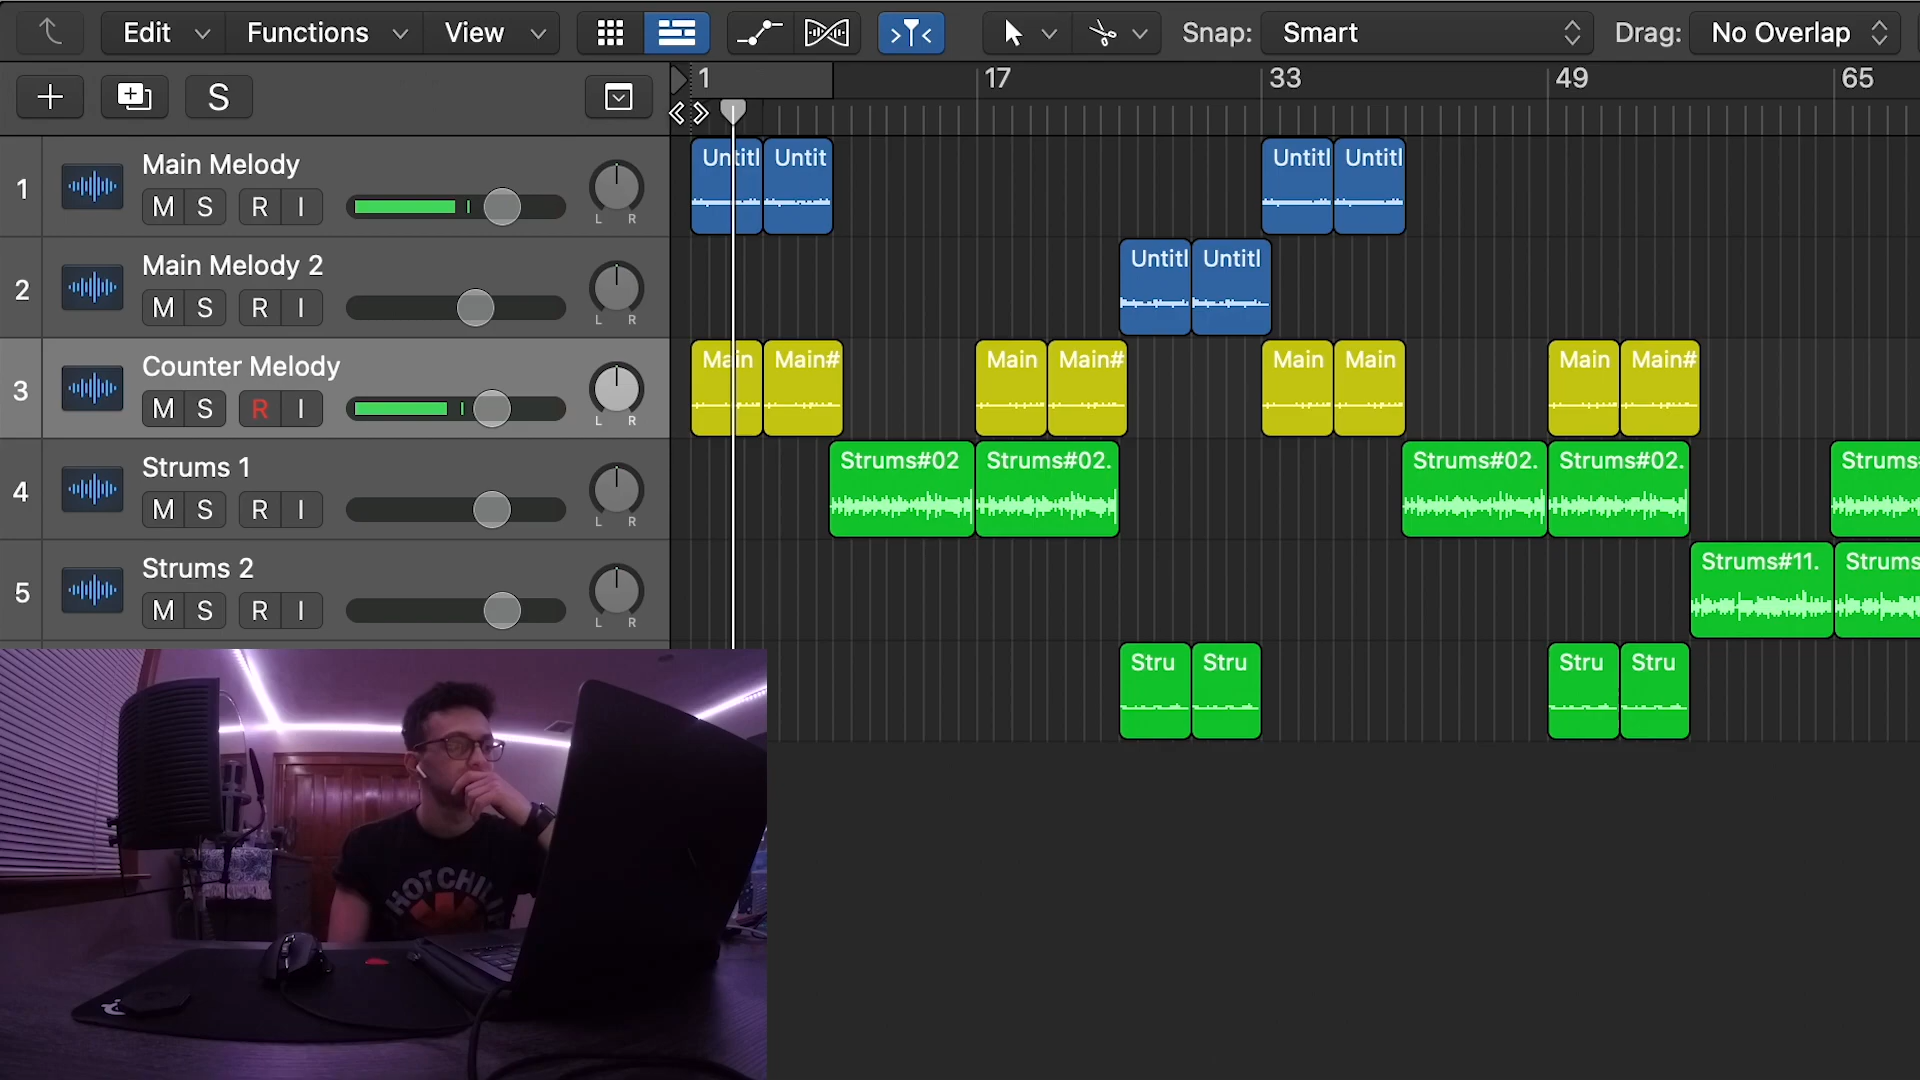 Edit Functions View Snap: Smart Drag: No Overlap
S 1 17 33 49 65
1 Main Melody
M S R I L R
Untitl Untit Untitl Untitl
2 Main Melody 2
M S R I L R
Untitl Untitl
3 Counter Melody
M S R I L R
Main Main# Main Main# Main Main Main Main#
4 Strums 1
M S R I L R
Strums#02 Strums#02. Strums#02. Strums#02. Strums
5 Strums 2
M S R I L R
Strums#11. Strums
Stru Stru Stru Stru
HOT CHILI